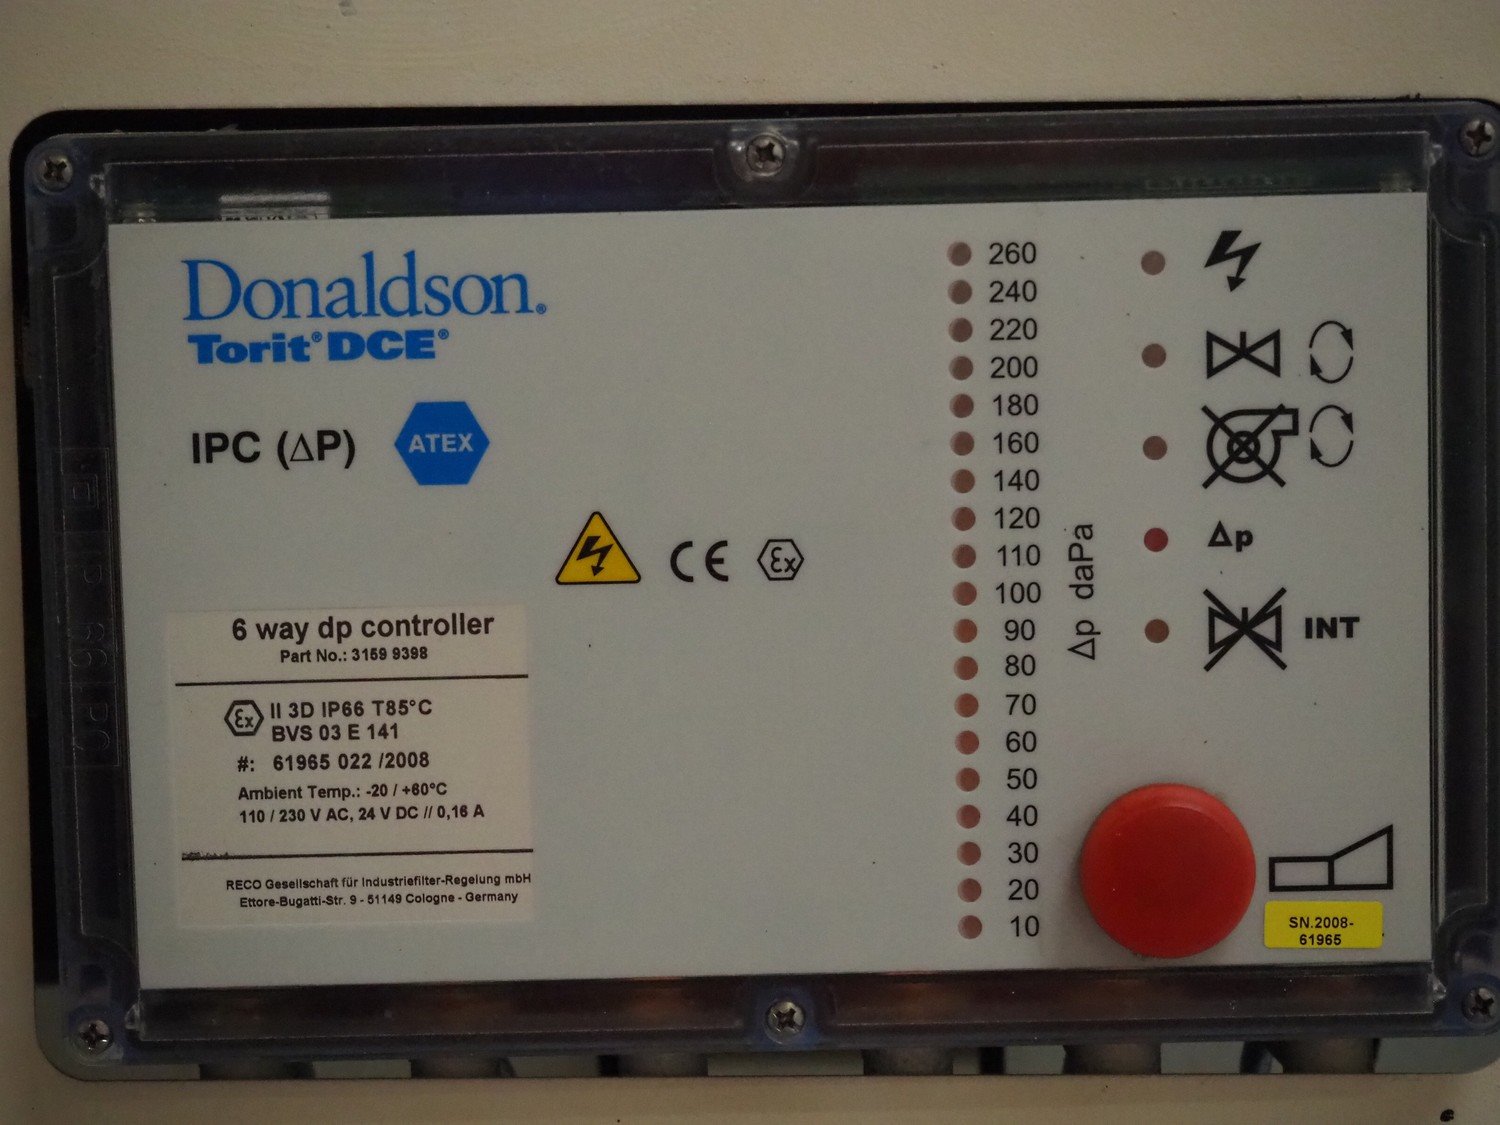 Donaldson®
Torit® DCE®
IPC (ΔP)
ATEX
CE Ex
6 way dp controller
Part No.: 3159 9398
Ex II 3D IP66 T85°C
BVS 03 E 141
#: 61965 022 /2008
Ambient Temp.: -20 / +60°C
110 / 230 V AC, 24 V DC // 0,16 A
RECO Gesellschaft für Industriefilter-Regelung mbH
Ettore-Bugatti-Str. 9 - 51149 Cologne - Germany
260
240
220
200
180
160
140
120
110
100
90
80
70
60
50
40
30
20
10
Δp daPa
Δp
INT
SN.2008-
61965